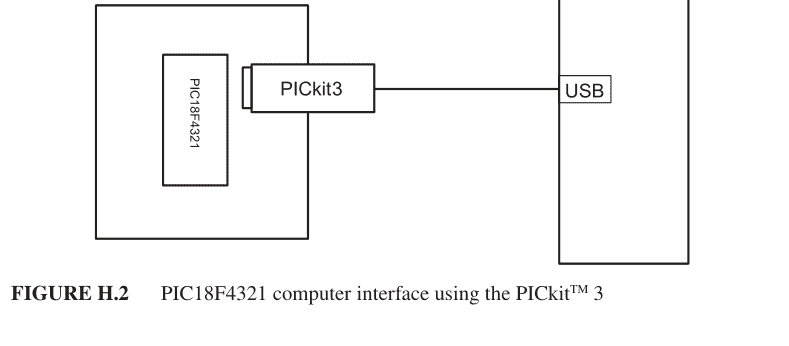 PIC18F4321
PICkit3
USB
FIGURE H.2 PIC18F4321 computer interface using the PICkit™ 3